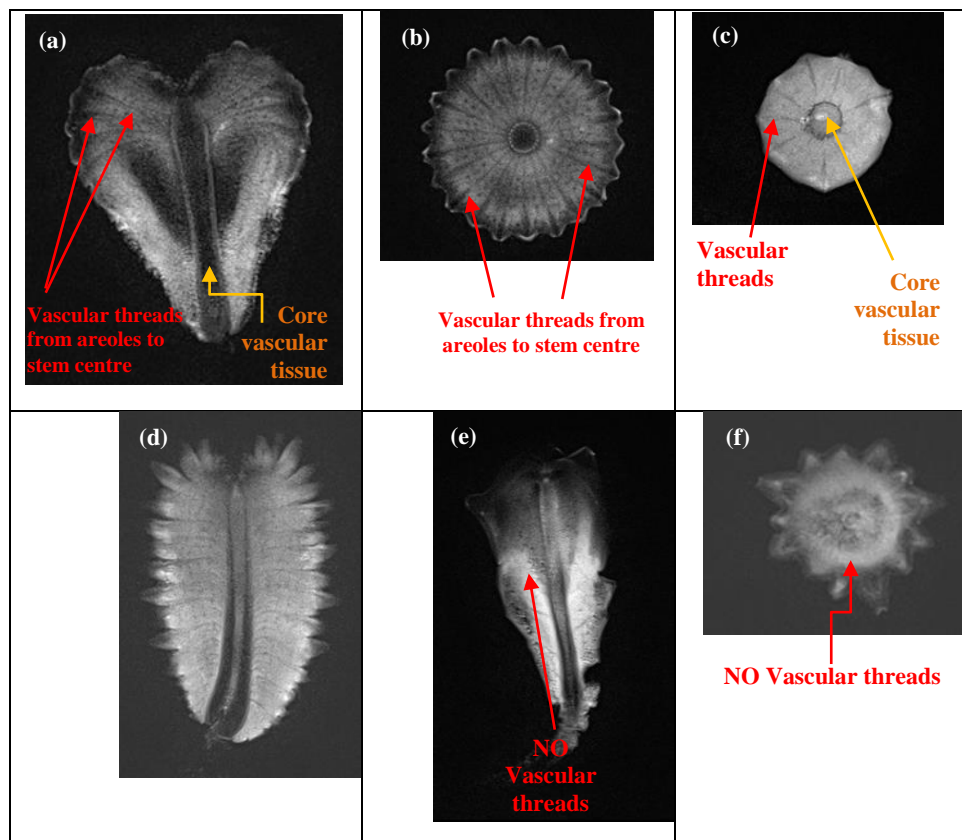 (a)
Vascular threads
from areoles to
stem centre
Core
vascular
tissue
(b)
Vascular threads from
areoles to stem centre
(c)
Vascular
threads
Core
vascular
tissue
(d)
(e)
NO
Vascular
threads
(f)
NO Vascular threads